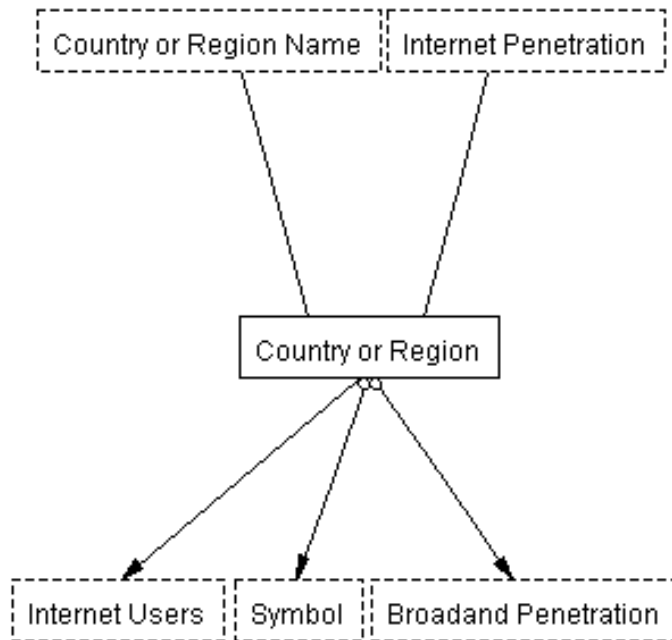 Country or Region Name
Internet Penetration
Country or Region
Internet Users
Symbol
Broadand Penetration